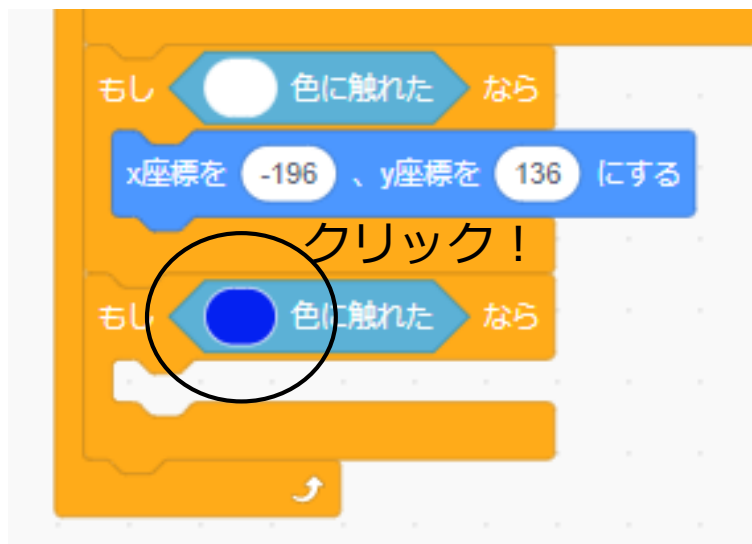 もし 色に触れた なら
x座標を -196 、y座標を 136 にする
クリック！
もし 色に触れた なら